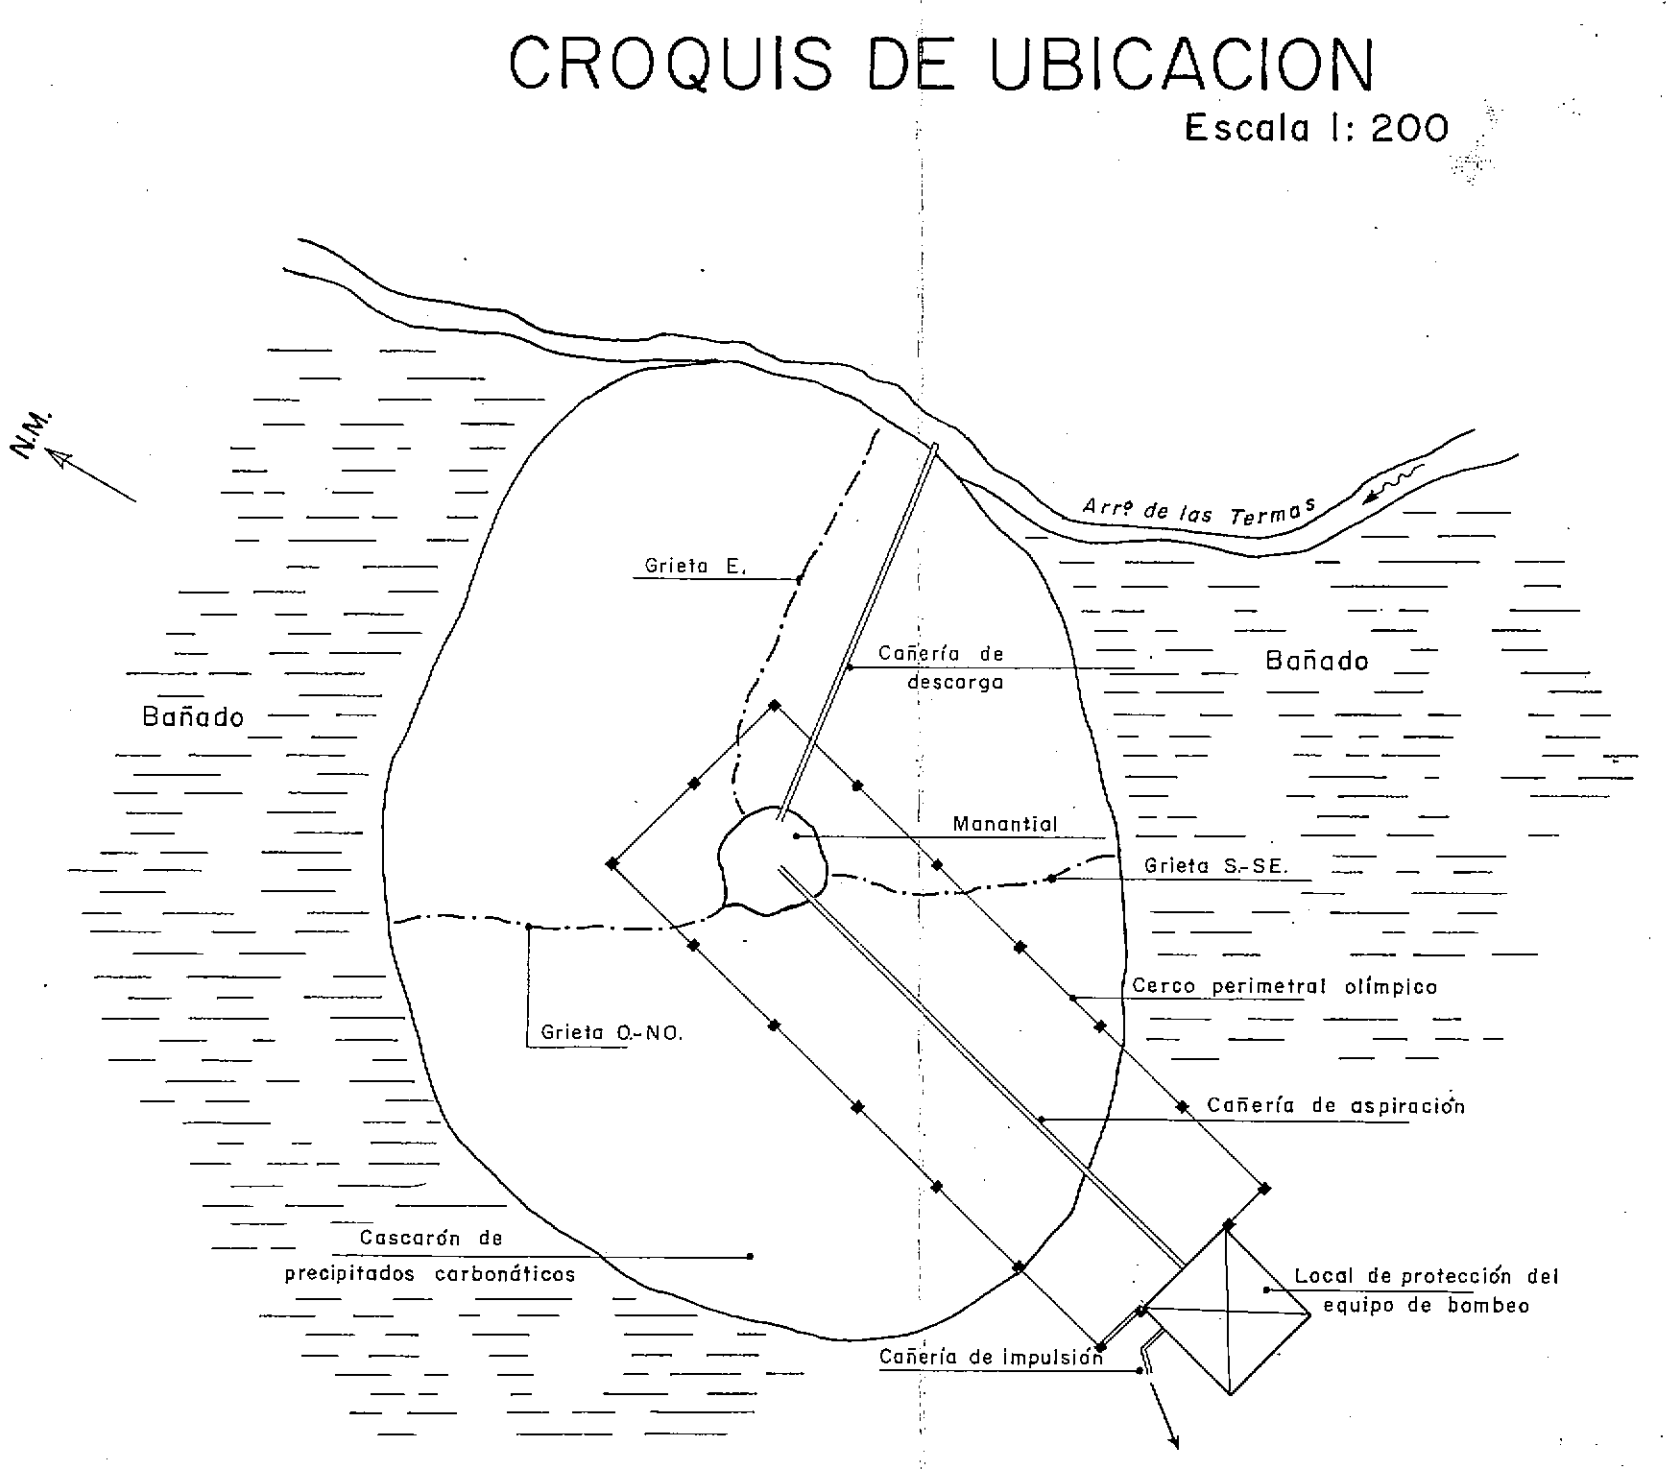 CROQUIS DE UBICACION
Escala 1: 200
N.M.
Arrº de las Termas
Grieta E.
Cañería de
descarga
Bañado
Bañado
Manantial
Grieta S.-SE.
Cerco perimetral olímpico
Grieta O.-NO.
Cañería de aspiración
Cascarón de
precipitados carbonáticos
Local de protección del
equipo de bombeo
Cañería de impulsión